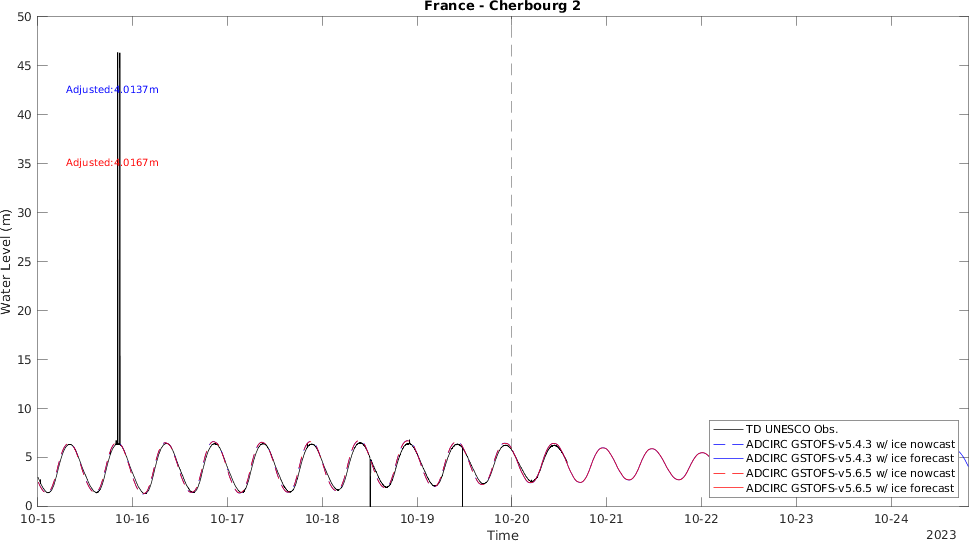 France - Cherbourg 2
50
45
40
35
30
25
20
15
10
5
0
Water Level (m)
Adjusted:4.0137m
Adjusted:4.0167m
TD UNESCO Obs.
ADCIRC GSTOFS-v5.4.3 w/ ice nowcast
ADCIRC GSTOFS-v5.4.3 w/ ice forecast
ADCIRC GSTOFS-v5.6.5 w/ ice nowcast
ADCIRC GSTOFS-v5.6.5 w/ ice forecast
10-15 10-16 10-17 10-18 10-19 10-20 10-21 10-22 10-23 10-24
Time
2023